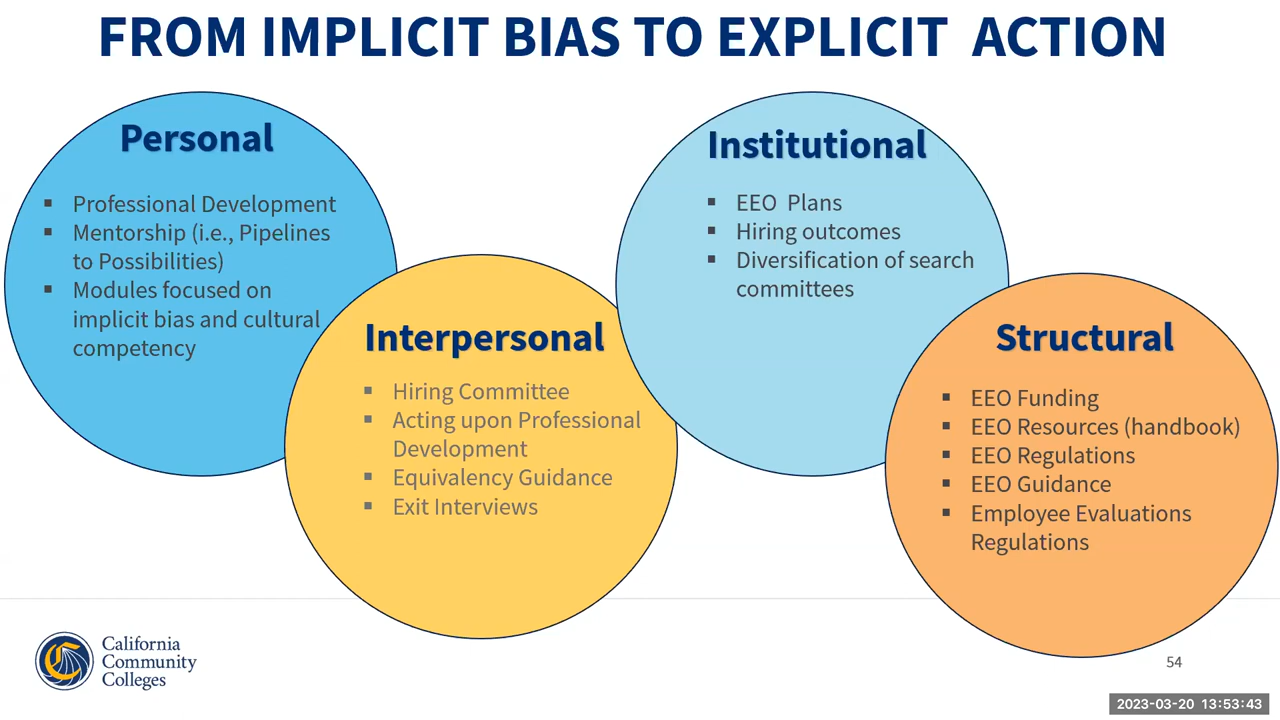 FROM IMPLICIT BIAS TO EXPLICIT  ACTION
Personal
▪ Professional Development
▪ Mentorship (i.e., Pipelines
to Possibilities)
▪ Modules focused on
implicit bias and cultural
competency
Interpersonal
▪ Hiring Committee
▪ Acting upon Professional
Development
▪ Equivalency Guidance
▪ Exit Interviews
Institutional
▪ EEO  Plans
▪ Hiring outcomes
▪ Diversification of search
committees
Structural
▪ EEO Funding
▪ EEO Resources (handbook)
▪ EEO Regulations
▪ EEO Guidance
▪ Employee Evaluations
Regulations
California
Community
Colleges
54
2023-03-20  13:53:43